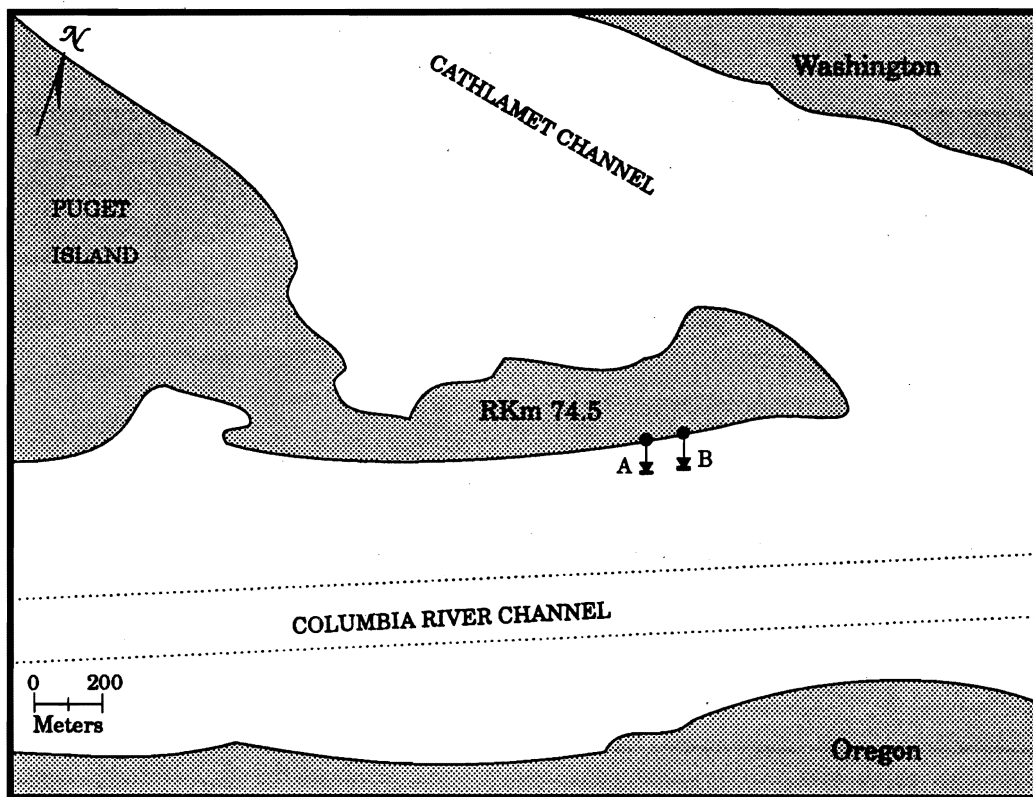 N
Washington
CATHLAMET CHANNEL
PUGET
ISLAND
RKm 74.5
A
B
COLUMBIA RIVER CHANNEL
0 200
Meters
Oregon